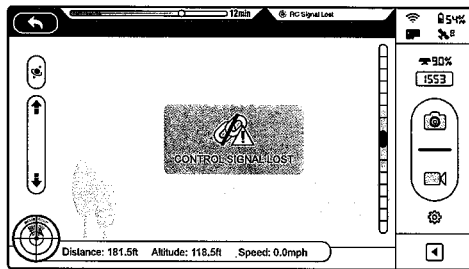 12min
RC Signal Lost
54%
8
90%
1553
CONTROL SIGNAL LOST
Distance: 181.5ft Altitude: 118.5ft Speed: 0.0mph